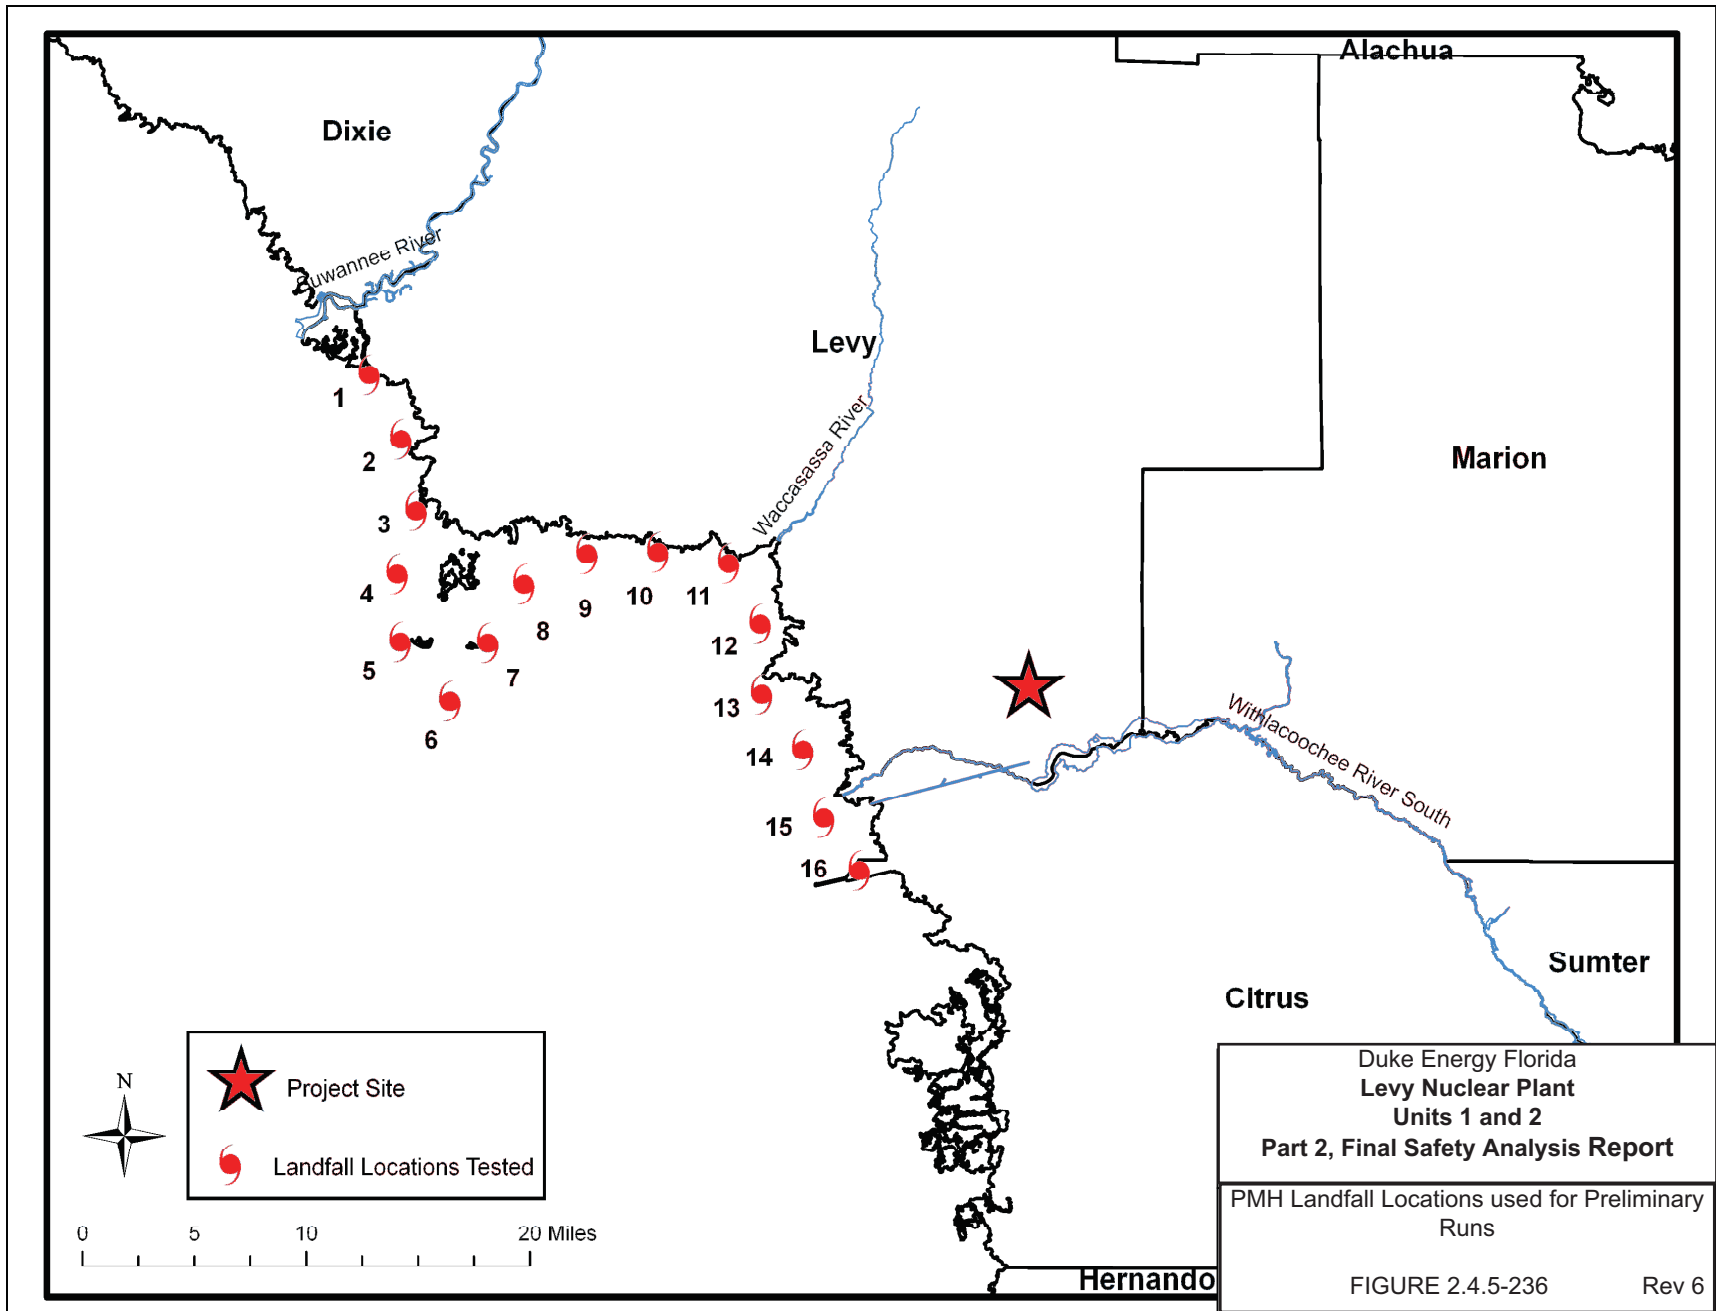 Alachua
Dixie
Suwannee River
Levy
Waccasassa River
Marion
1
2
3
4
5
6
7
8
9
10
11
12
13
14
15
16
Withlacoochee River South
Sumter
CItrus
Hernando
N
Project Site
Landfall Locations Tested
0 5 10 20 Miles
Duke Energy Florida
Levy Nuclear Plant
Units 1 and 2
Part 2, Final Safety Analysis Report
PMH Landfall Locations used for Preliminary
Runs
FIGURE 2.4.5-236 Rev 6